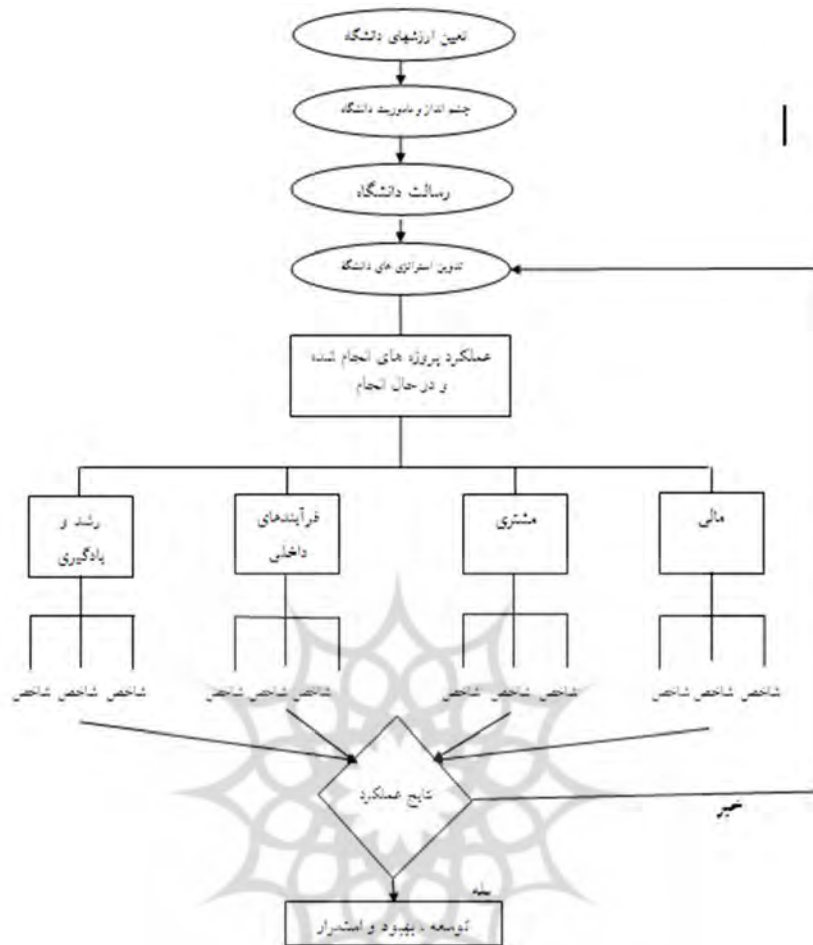 تعیین ارزشهای دانشگاه
چشم انداز و ماموریت دانشگاه
رسالت دانشگاه
تدوین استراتژی های دانشگاه
عملکرد پروژه های انجام شده
و در حال انجام
مالی
مشتری
فرآیندهای
داخلی
رشد و
یادگیری
شاخص شاخص شاخص
شاخص شاخص شاخص
شاخص شاخص شاخص
شاخص شاخص شاخص
نتایج عملکرد
خیر
بله
توسعه ، بهبود و استمرار